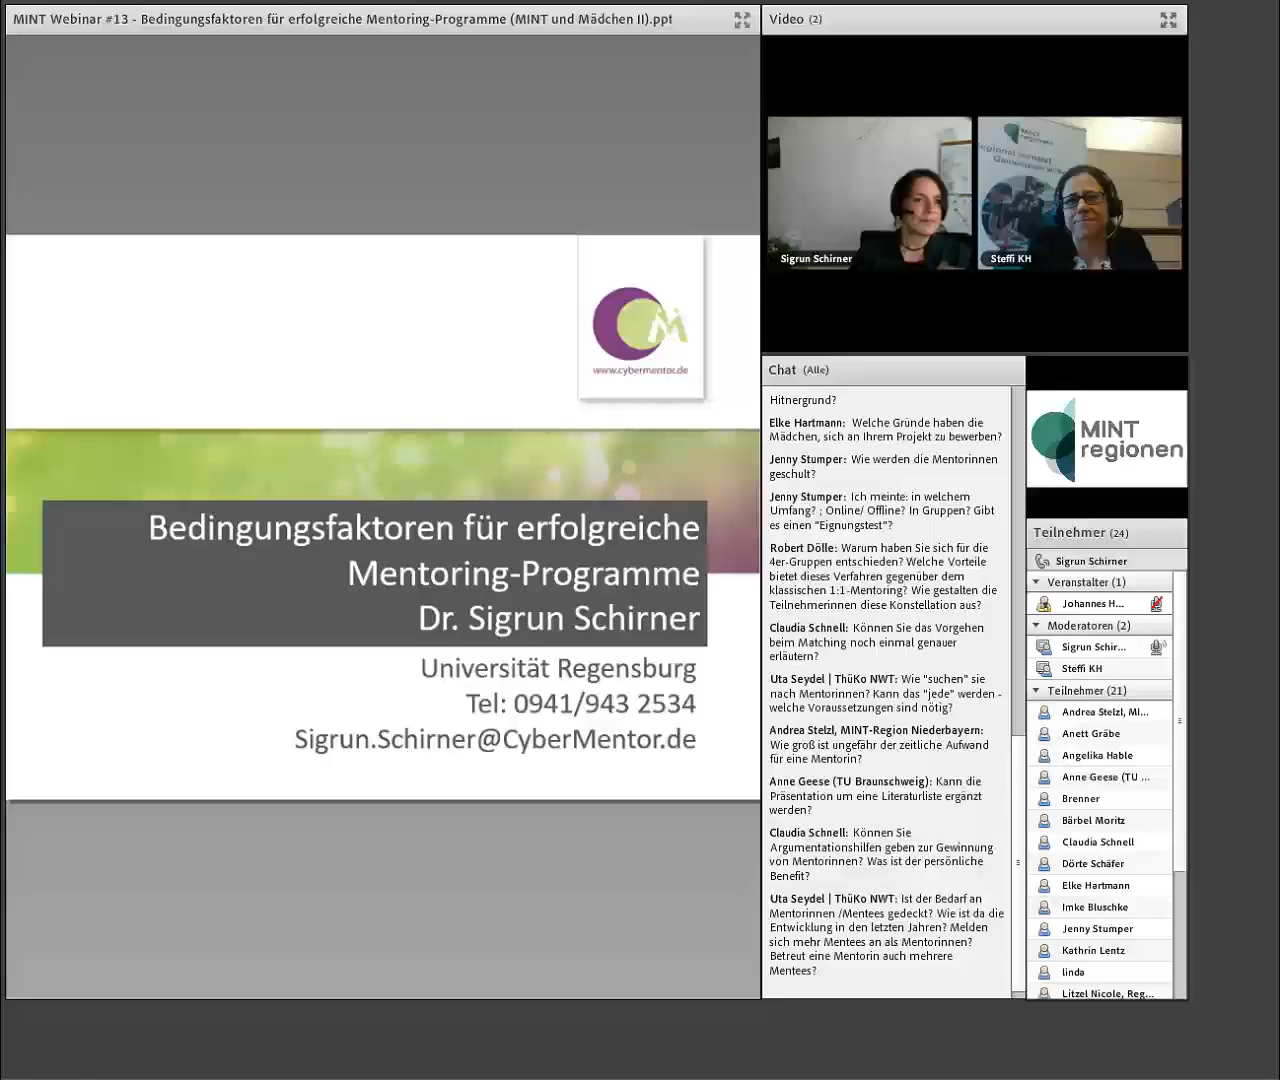 MINT Webinar #13 - Bedingungsfaktoren für erfolgreiche Mentoring-Programme (MINT und Mädchen II).ppt
www.cybermentor.de
Bedingungsfaktoren für erfolgreiche
Mentoring-Programme
Dr. Sigrun Schirner
Universität Regensburg
Tel: 0941/943 2534
Sigrun.Schirner@CyberMentor.de
Video (2)
Sigrun Schirner
Steffi KH
Chat (Alle)
Hitnergrund?
Elke Hartmann: Welche Gründe haben die
Mädchen, sich an Ihrem Projekt zu bewerben?
Jenny Stumper: Wie werden die Mentorinnen
geschult?
Jenny Stumper: Ich meinte: in welchem
Umfang? ; Online/ Offline? In Gruppen? Gibt
es einen "Eignungstest"?
Robert Dölle: Warum haben Sie sich für die
4er-Gruppen entschieden? Welche Vorteile
bietet dieses Verfahren gegenüber dem
klassischen 1:1-Mentoring? Wie gestalten die
Teilnehmerinnen diese Konstellation aus?
Claudia Schnell: Können Sie das Vorgehen
beim Matching noch einmal genauer
erläutern?
Uta Seydel | ThüKo NWT: Wie "suchen" sie
nach Mentorinnen? Kann das "jede" werden -
welche Voraussetzungen sind nötig?
Andrea Stelzl, MINT-Region Niederbayern:
Wie groß ist ungefähr der zeitliche Aufwand
für eine Mentorin?
Anne Geese (TU Braunschweig): Kann die
Präsentation um eine Literaturliste ergänzt
werden?
Claudia Schnell: Können Sie
Argumentationshilfen geben zur Gewinnung
von Mentorinnen? Was ist der persönliche
Benefit?
Uta Seydel | ThüKo NWT: Ist der Bedarf an
Mentorinnen /Mentees gedeckt? Wie ist da die
Entwicklung in den letzten Jahren? Melden
sich mehr Mentees an als Mentorinnen?
Betreut eine Mentorin auch mehrere
Mentees?
MINT
regionen
Teilnehmer (24)
Sigrun Schirner
Veranstalter (1)
Johannes H...
Moderatoren (2)
Sigrun Schir...
Steffi KH
Teilnehmer (21)
Andrea Stelzl, MI...
Anett Gräbe
Angelika Hable
Anne Geese (TU ...
Brenner
Bärbel Moritz
Claudia Schnell
Dörte Schäfer
Elke Hartmann
Imke Bluschke
Jenny Stumper
Kathrin Lentz
linda
Litzel Nicole, Reg...